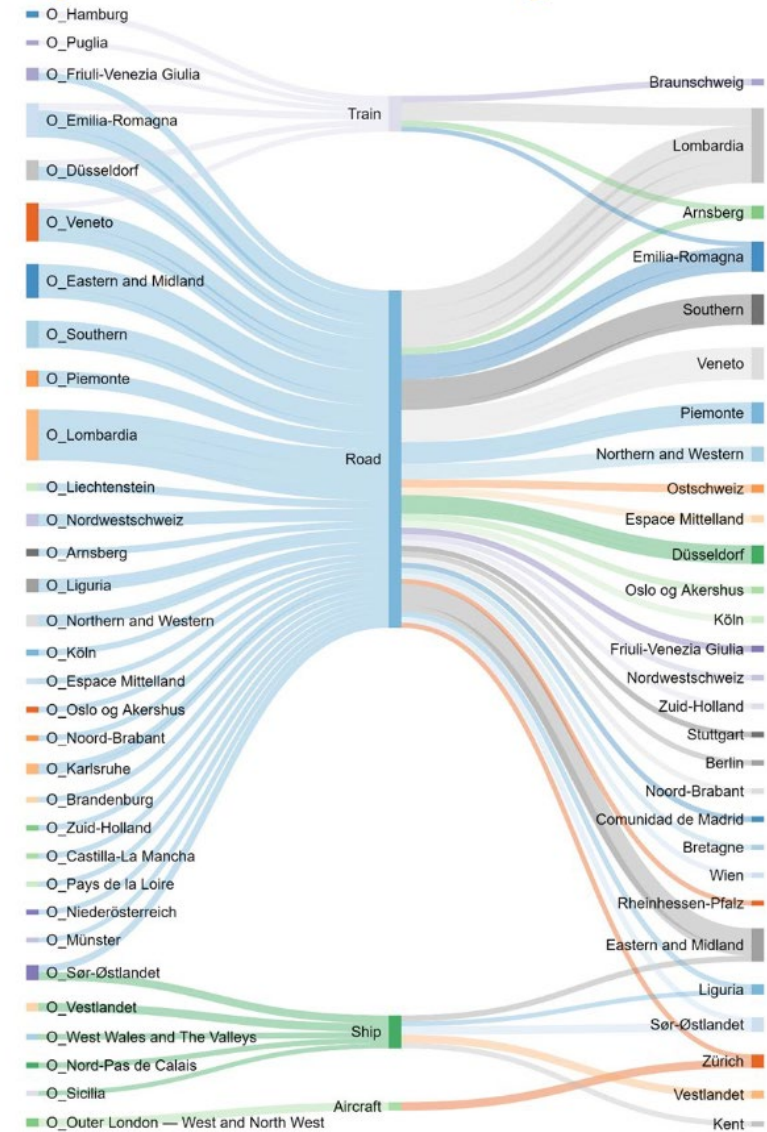 O_Hamburg
O_Puglia
O_Friuli-Venezia Giulia
O_Emilia-Romagna
O_Düsseldorf
O_Veneto
O_Eastern and Midland
O_Southern
O_Piemonte
O_Lombardia
O_Liechtenstein
O_Nordwestschweiz
O_Arnsberg
O_Liguria
O_Northern and Western
O_Köln
O_Espace Mittelland
O_Oslo og Akershus
O_Noord-Brabant
O_Karlsruhe
O_Brandenburg
O_Zuid-Holland
O_Castilla-La Mancha
O_Pays de la Loire
O_Niederösterreich
O_Münster
O_Sør-Østlandet
O_Vestlandet
O_West Wales and The Valleys
O_Nord-Pas de Calais
O_Sicilia
O_Outer London — West and North West
Train
Road
Ship
Aircraft
Braunschweig
Lombardia
Arnsberg
Emilia-Romagna
Southern
Veneto
Piemonte
Northern and Western
Ostschweiz
Espace Mittelland
Düsseldorf
Oslo og Akershus
Köln
Friuli-Venezia Giulia
Nordwestschweiz
Zuid-Holland
Stuttgart
Berlin
Noord-Brabant
Comunidad de Madrid
Bretagne
Wien
Rheinhessen-Pfalz
Eastern and Midland
Liguria
Sør-Østlandet
Zürich
Vestlandet
Kent